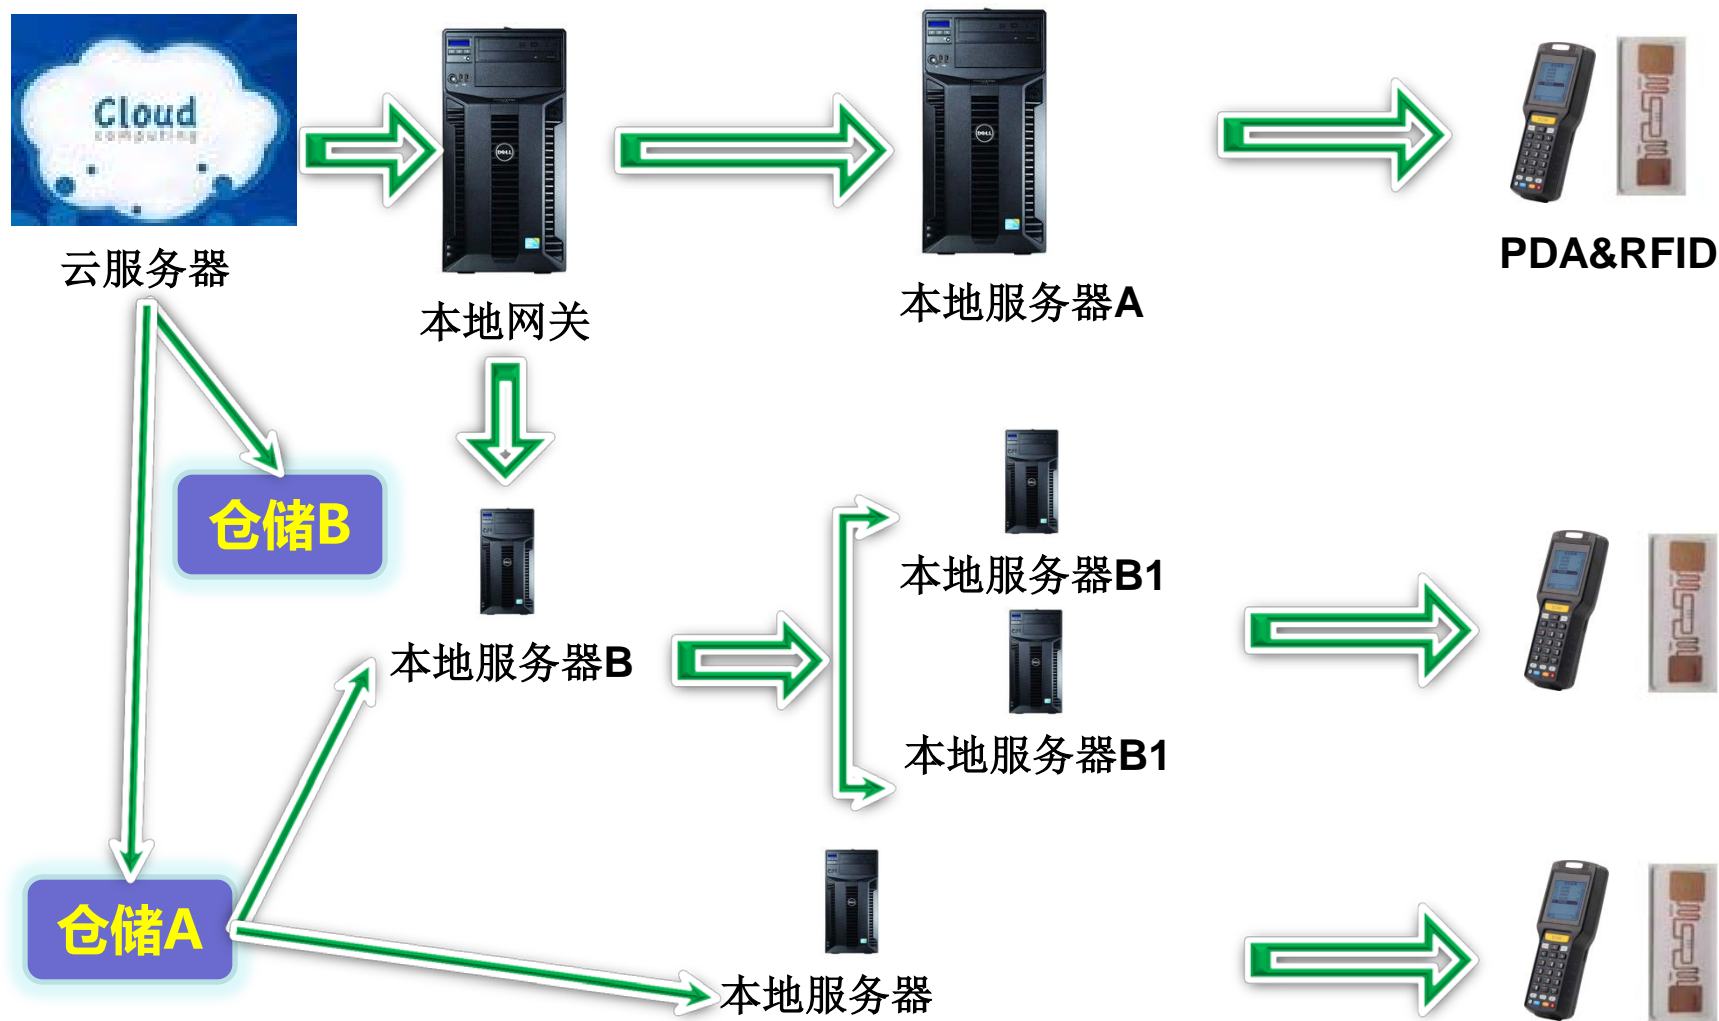 Cloud
computing
云服务器
本地网关
本地服务器A
PDA&RFID
仓储B
本地服务器B
本地服务器B1
本地服务器B1
仓储A
本地服务器